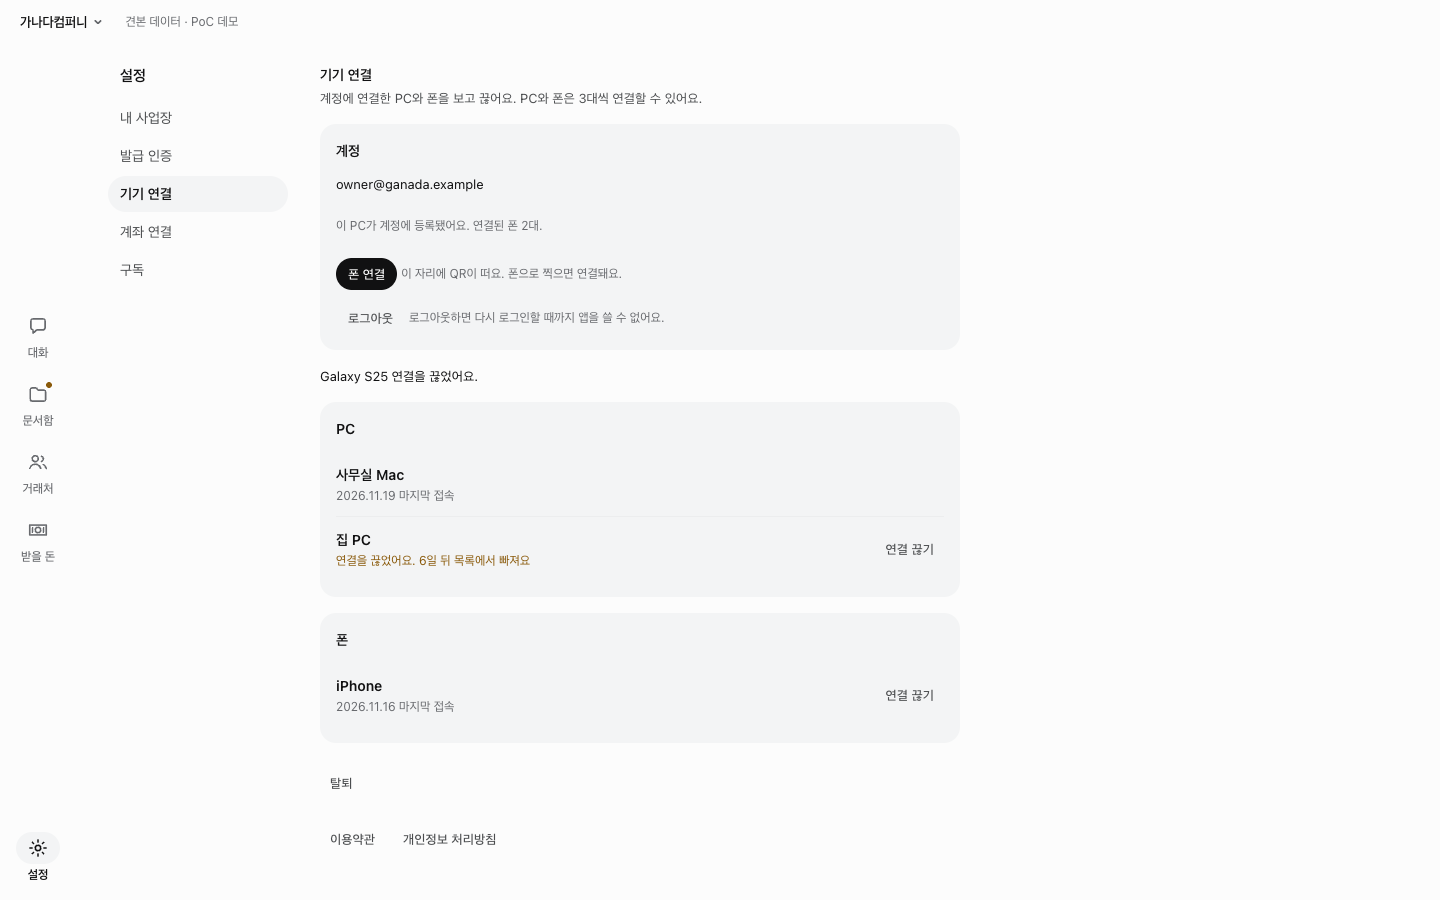 가나다컴퍼니
견본 데이터 · PoC 데모
설정
내 사업장
발급 인증
기기 연결
계좌 연결
구독
대화
문서함
거래처
받을 돈
설정
기기 연결
계정에 연결한 PC와 폰을 보고 끊어요. PC와 폰은 3대씩 연결할 수 있어요.
계정
owner@ganada.example
이 PC가 계정에 등록됐어요. 연결된 폰 2대.
폰 연결 이 자리에 QR이 떠요. 폰으로 찍으면 연결돼요.
로그아웃 로그아웃하면 다시 로그인할 때까지 앱을 쓸 수 없어요.
Galaxy S25 연결을 끊었어요.
PC
사무실 Mac
2026.11.19 마지막 접속
집 PC
연결을 끊었어요. 6일 뒤 목록에서 빠져요
연결 끊기
폰
iPhone
2026.11.16 마지막 접속
연결 끊기
탈퇴
이용약관 개인정보 처리방침